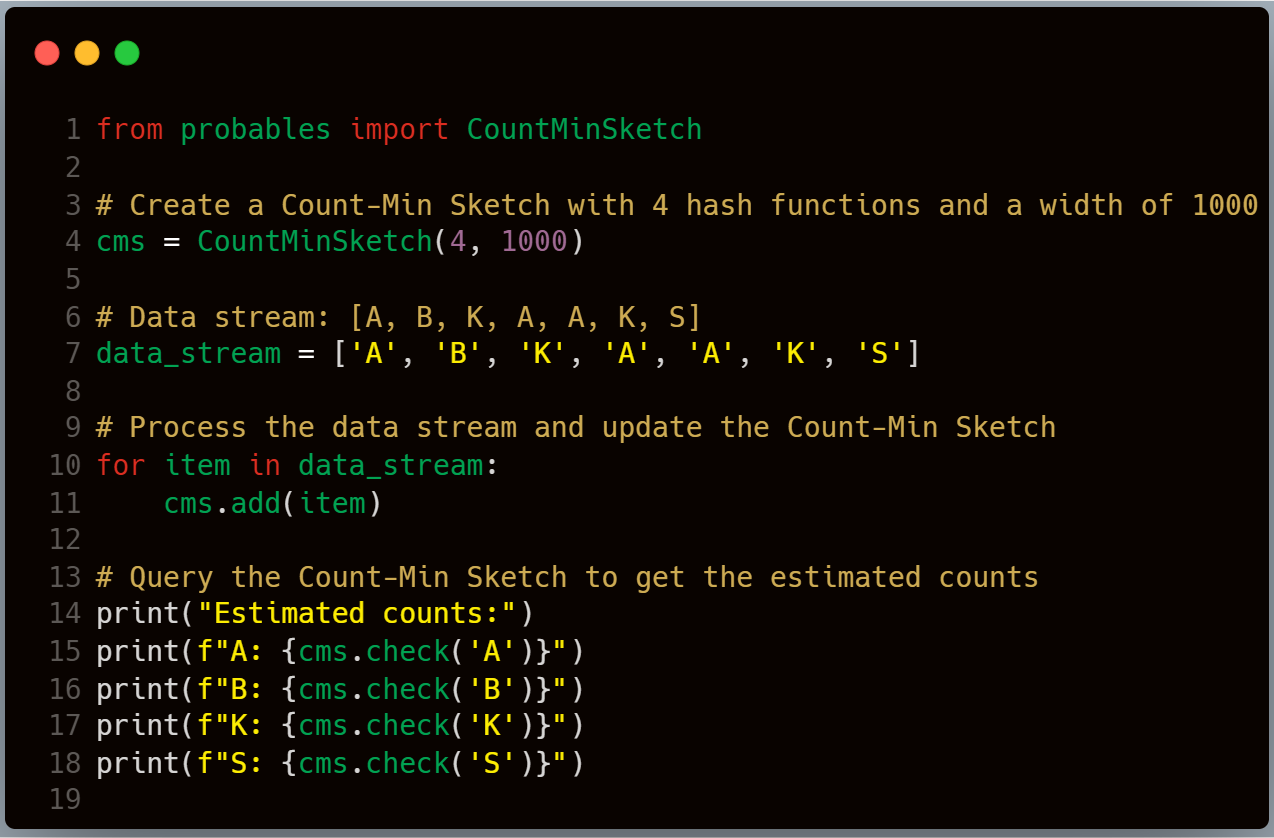 1 from probables import CountMinSketch
2
3 # Create a Count-Min Sketch with 4 hash functions and a width of 1000
4 cms = CountMinSketch(4, 1000)
5
6 # Data stream: [A, B, K, A, A, K, S]
7 data_stream = ['A', 'B', 'K', 'A', 'A', 'K', 'S']
8
9 # Process the data stream and update the Count-Min Sketch
10 for item in data_stream:
11     cms.add(item)
12
13 # Query the Count-Min Sketch to get the estimated counts
14 print("Estimated counts:")
15 print(f"A: {cms.check('A')}")
16 print(f"B: {cms.check('B')}")
17 print(f"K: {cms.check('K')}")
18 print(f"S: {cms.check('S')}")
19